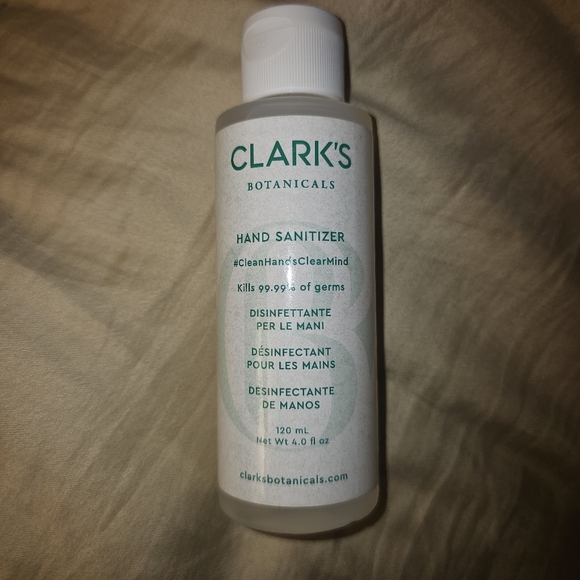 CLARK'S
BOTANICALS
HAND SANITIZER
#CleanHandsClearMind
Kills 99.99% of germs
DISINFETTANTE
PER LE MANI
DÉSINFECTANT
POUR LES MAINS
DESINFECTANTE
DE MANOS
120 mL
Net Wt 4.0 fl oz
clarksbotanicals.com